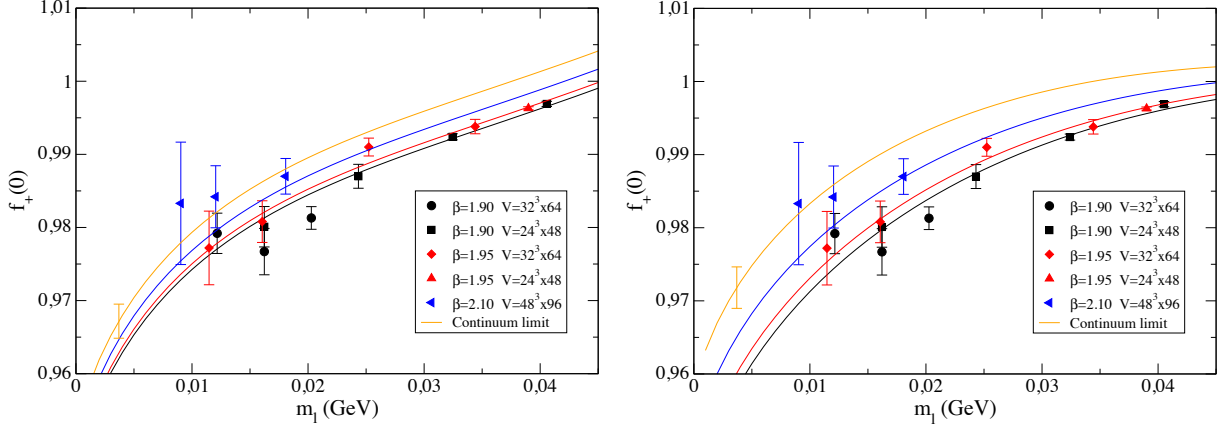 1,01
1
0,99
0,98
0,97
0,96
f₊(0)
0
0,01
0,02
0,03
0,04
m_l (GeV)
β=1.90 V=32³x64
β=1.90 V=24³x48
β=1.95 V=32³x64
β=1.95 V=24³x48
β=2.10 V=48³x96
Continuum limit
1,01
1
0,99
0,98
0,97
0,96
f₊(0)
0
0,01
0,02
0,03
0,04
m_l (GeV)
β=1.90 V=32³x64
β=1.90 V=24³x48
β=1.95 V=32³x64
β=1.95 V=24³x48
β=2.10 V=48³x96
Continuum limit